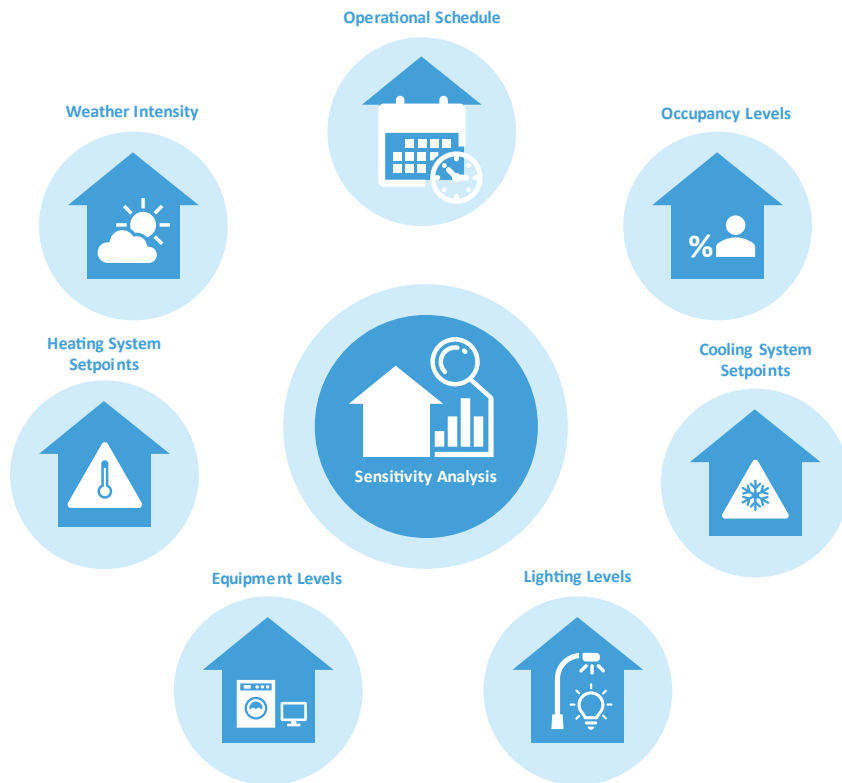 Operational Schedule
Weather Intensity
Occupancy Levels
Heating System
Setpoints
Cooling System
Setpoints
%
Sensitivity Analysis
Equipment Levels
Lighting Levels